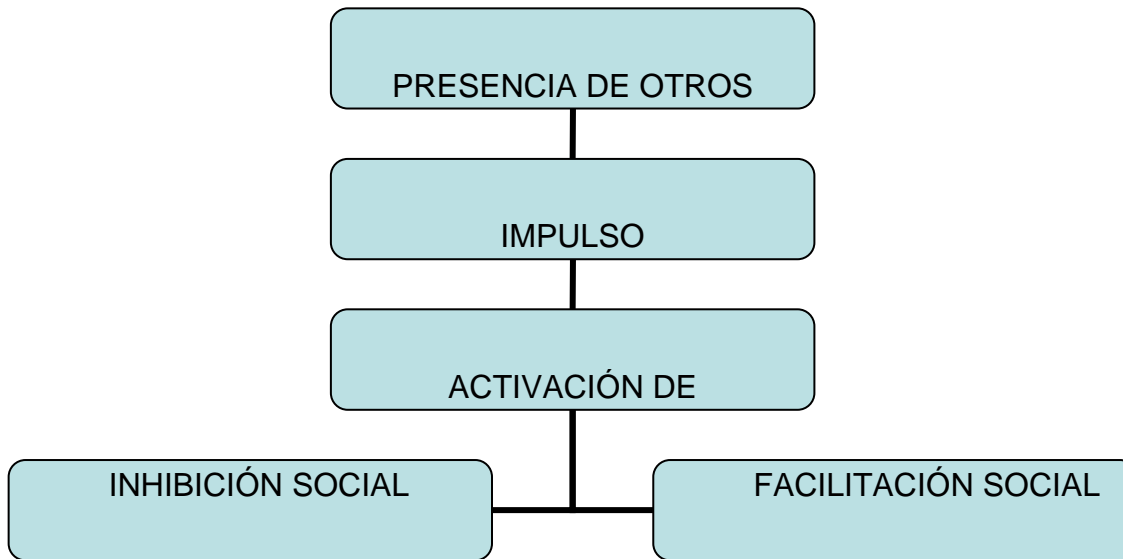 PRESENCIA DE OTROS
IMPULSO
ACTIVACIÓN DE
INHIBICIÓN SOCIAL
FACILITACIÓN SOCIAL